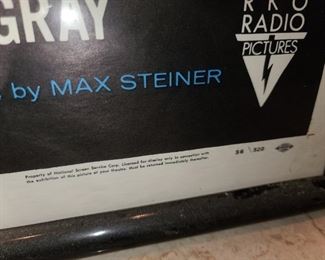 GRAY
RKO
RADIO
PICTURES
by MAX STEINER
Property of National Screen Service Corp. Licensed for display only in connection with
the exhibition of this picture at your theatre. Must be returned immediately thereafter.
56 / 520